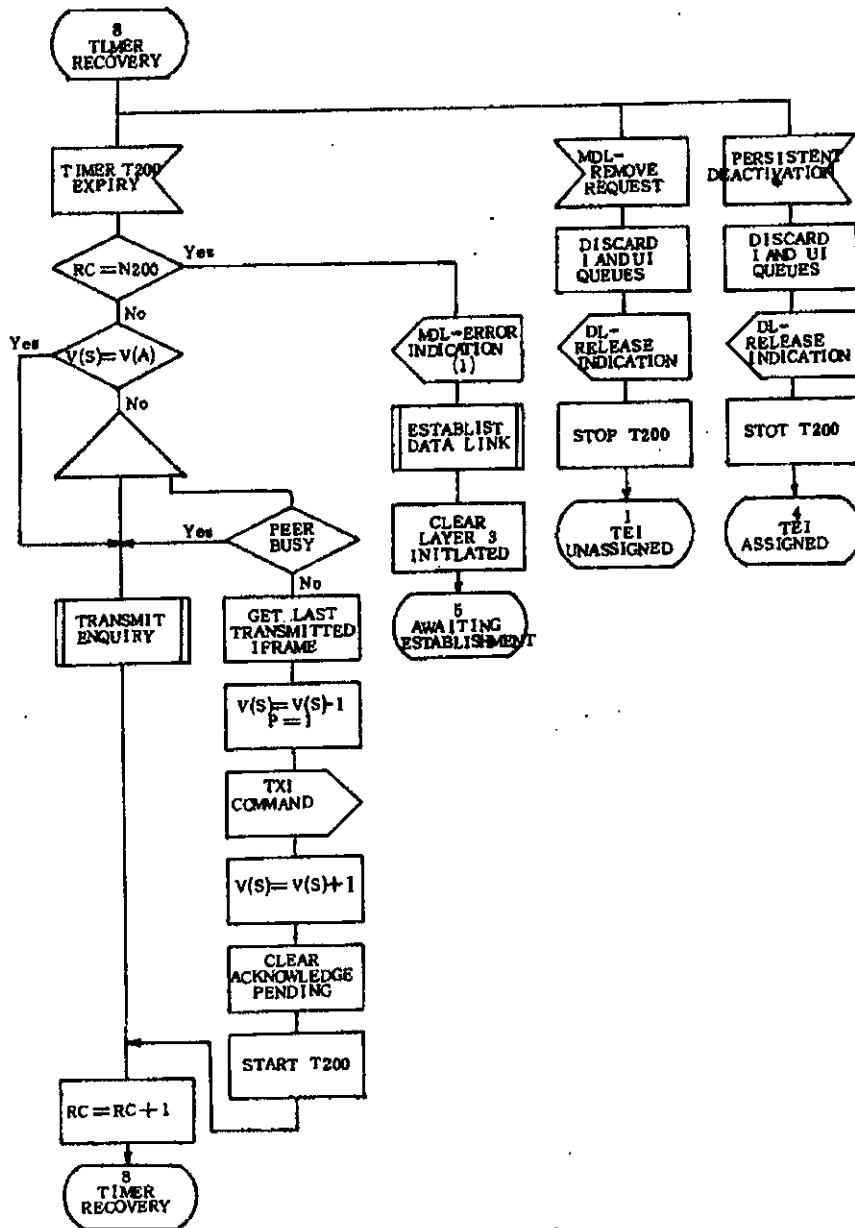 8
TLMER
RECOVERY
TIMER T200
EXPIRY
RC=N200
Yes
No
Yes
V(S)=V(A)
No
Yes
PEER
BUSY
No
TRANSMIT
ENQUIRY
GET LAST
TRANSMITTED
IFRAME
V(S)=V(S)-1
P=1
TXI
COMMAND
V(S)=V(S)+1
CLEAR
ACKNOWLEDGE
PENDING
START T200
RC=RC+1
8
TIMER
RECOVERY
MDL-ERROR
INDICATION
(1)
ESTABLIST
DATA LINK
CLEAR
LAYER 3
INITLATED
5
AWAITING
ESTABLISHMENT
MDL-
REMOVE
REQUEST
DISCARD
I AND UI
QUEUES
DL-
RELEASE
INDICATION
STOP T200
1
TEI
UNASSIGNED
PERSISTENT
DEACTIVATION
DISCARD
I AND UI
QUEUES
DL-
RELEASE
INDICATION
STOT T200
4
TEI
ASSIGNED